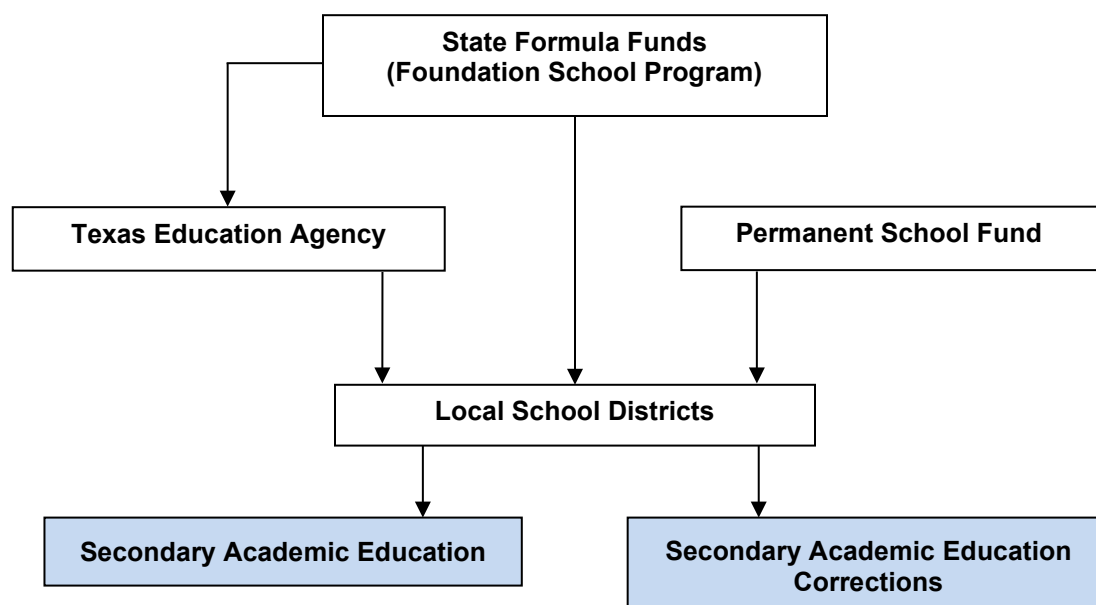 State Formula Funds
(Foundation School Program)
Texas Education Agency
Permanent School Fund
Local School Districts
Secondary Academic Education
Secondary Academic Education
Corrections